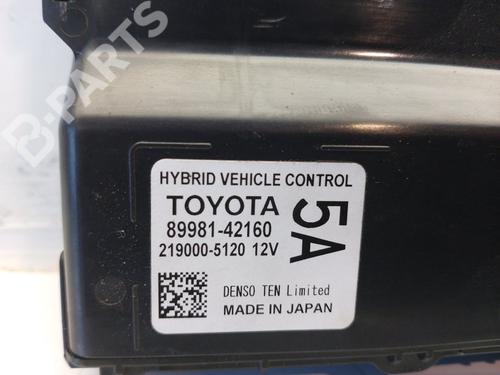 B-PARTS
HYBRID VEHICLE CONTROL
TOYOTA
89981-42160
219000-5120 12V
5A
DENSO TEN Limited
MADE IN JAPAN